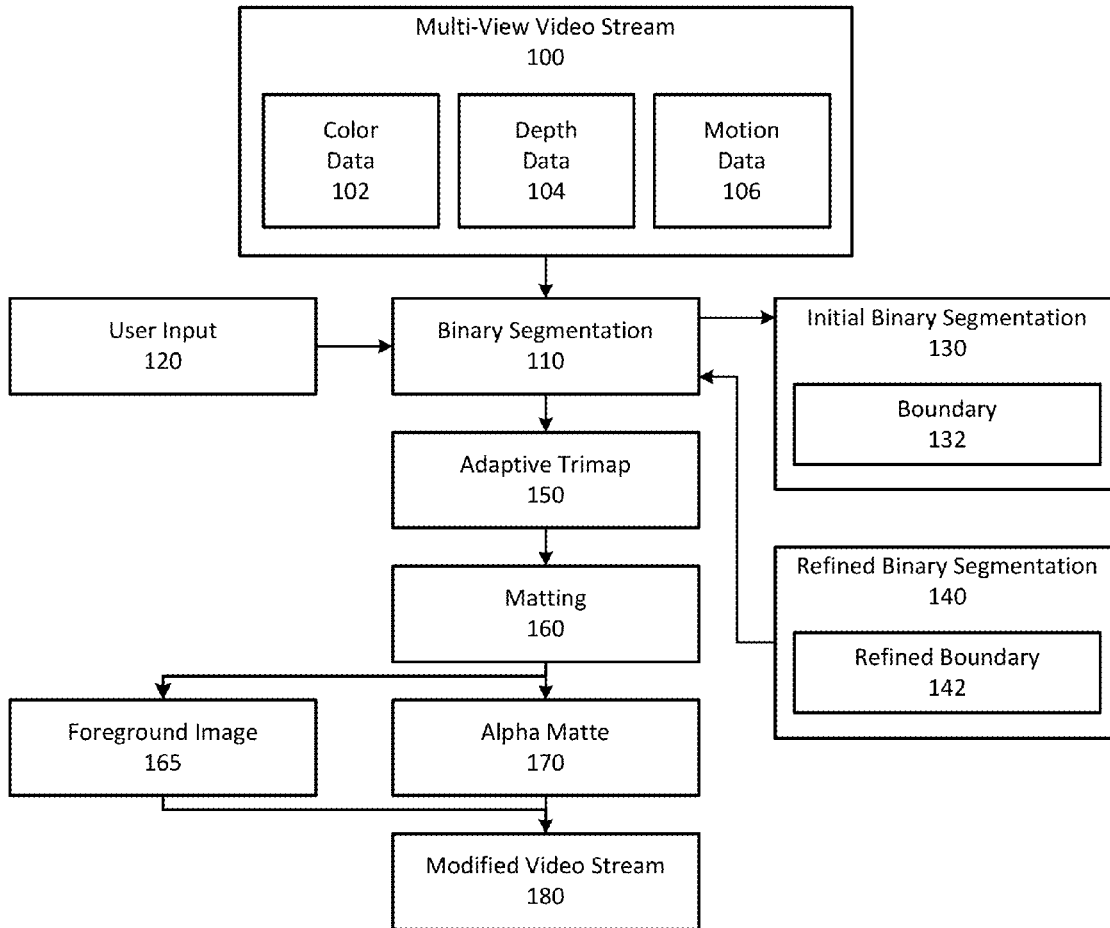 Multi-View Video Stream
100
Color
Data
102
Depth
Data
104
Motion
Data
106
User Input
120
Binary Segmentation
110
Initial Binary Segmentation
130
Boundary
132
Adaptive Trimap
150
Matting
160
Refined Binary Segmentation
140
Refined Boundary
142
Foreground Image
165
Alpha Matte
170
Modified Video Stream
180